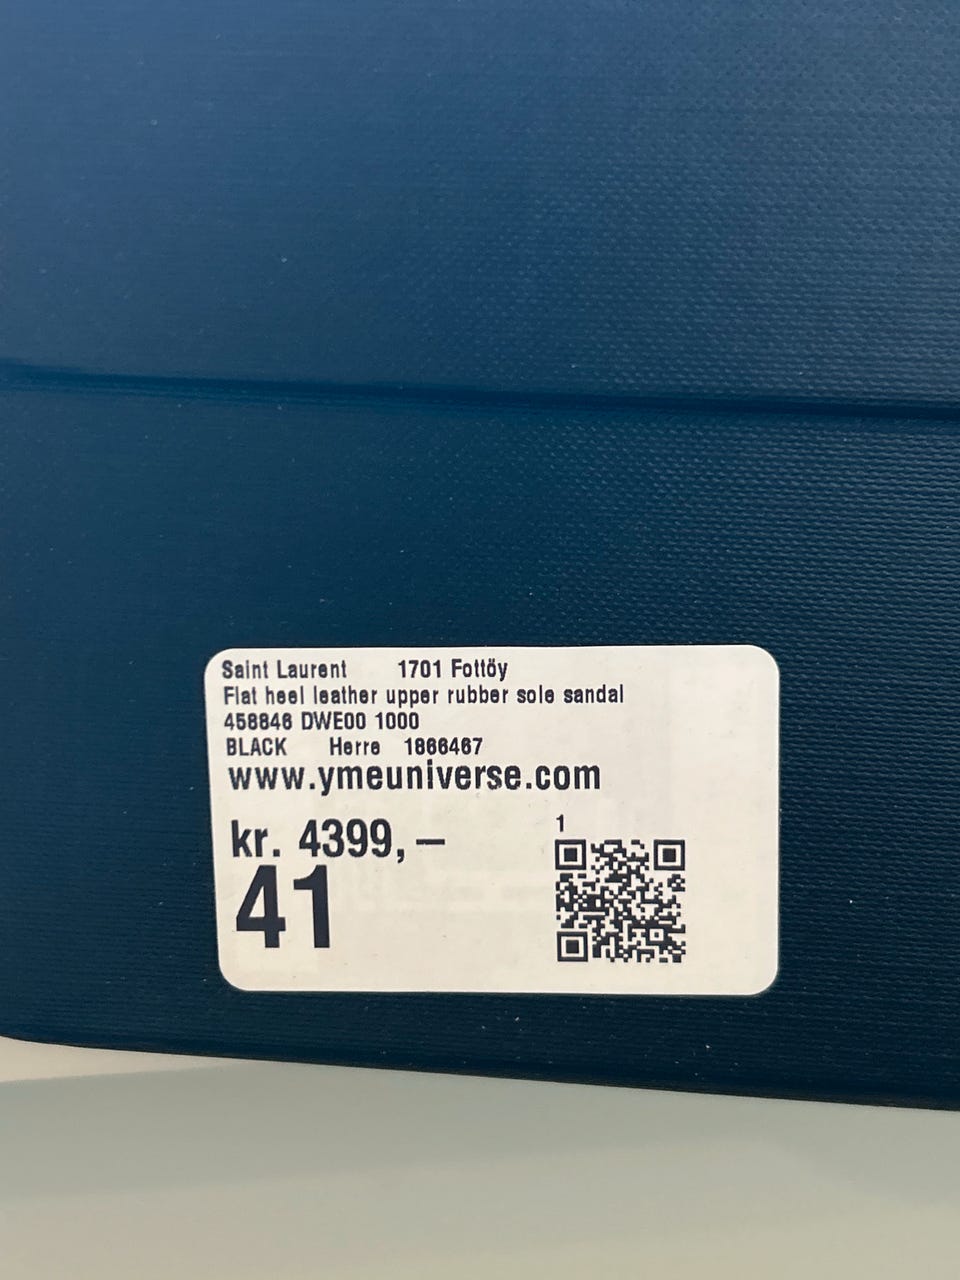 Saint Laurent 1701 Fottöy
Flat heel leather upper rubber sole sandal
458846 DWE00 1000
BLACK Herre 1866467
www.ymeuniverse.com
kr. 4399,–
1
41